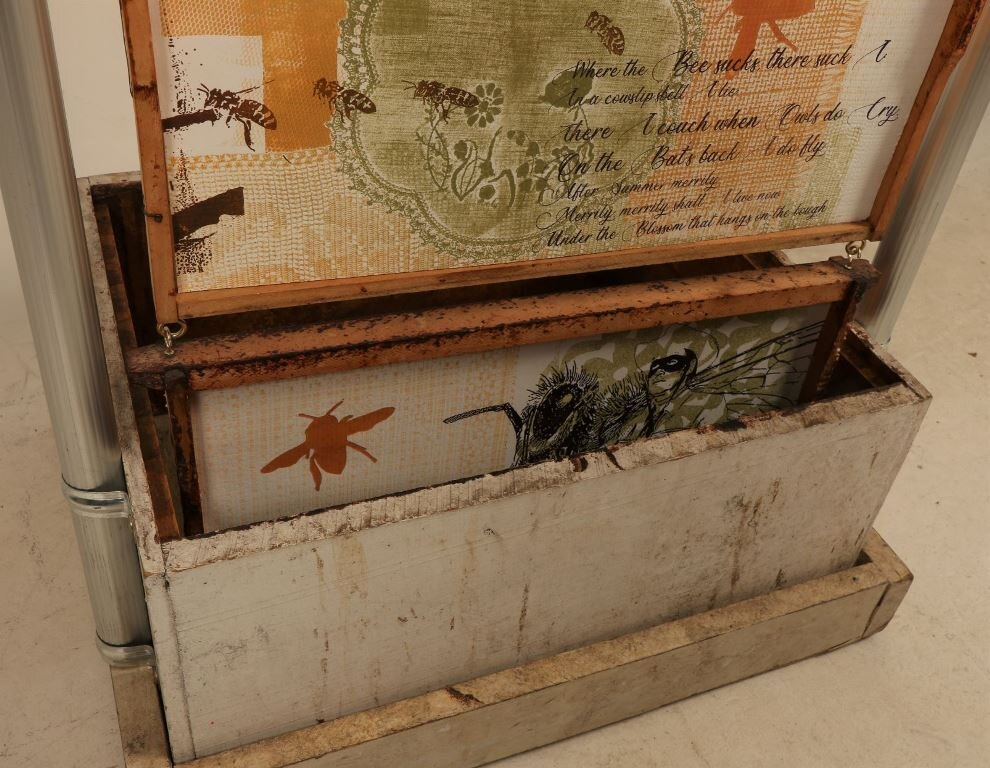 Where the Bee sucks, there suck I
In a cowslip's bell I lie
there I couch when Owls do Cry
On the Bat's back I do fly
After Summer merrily
Merrily, merrily shall I live now
Under the Blossom that hangs on the bough